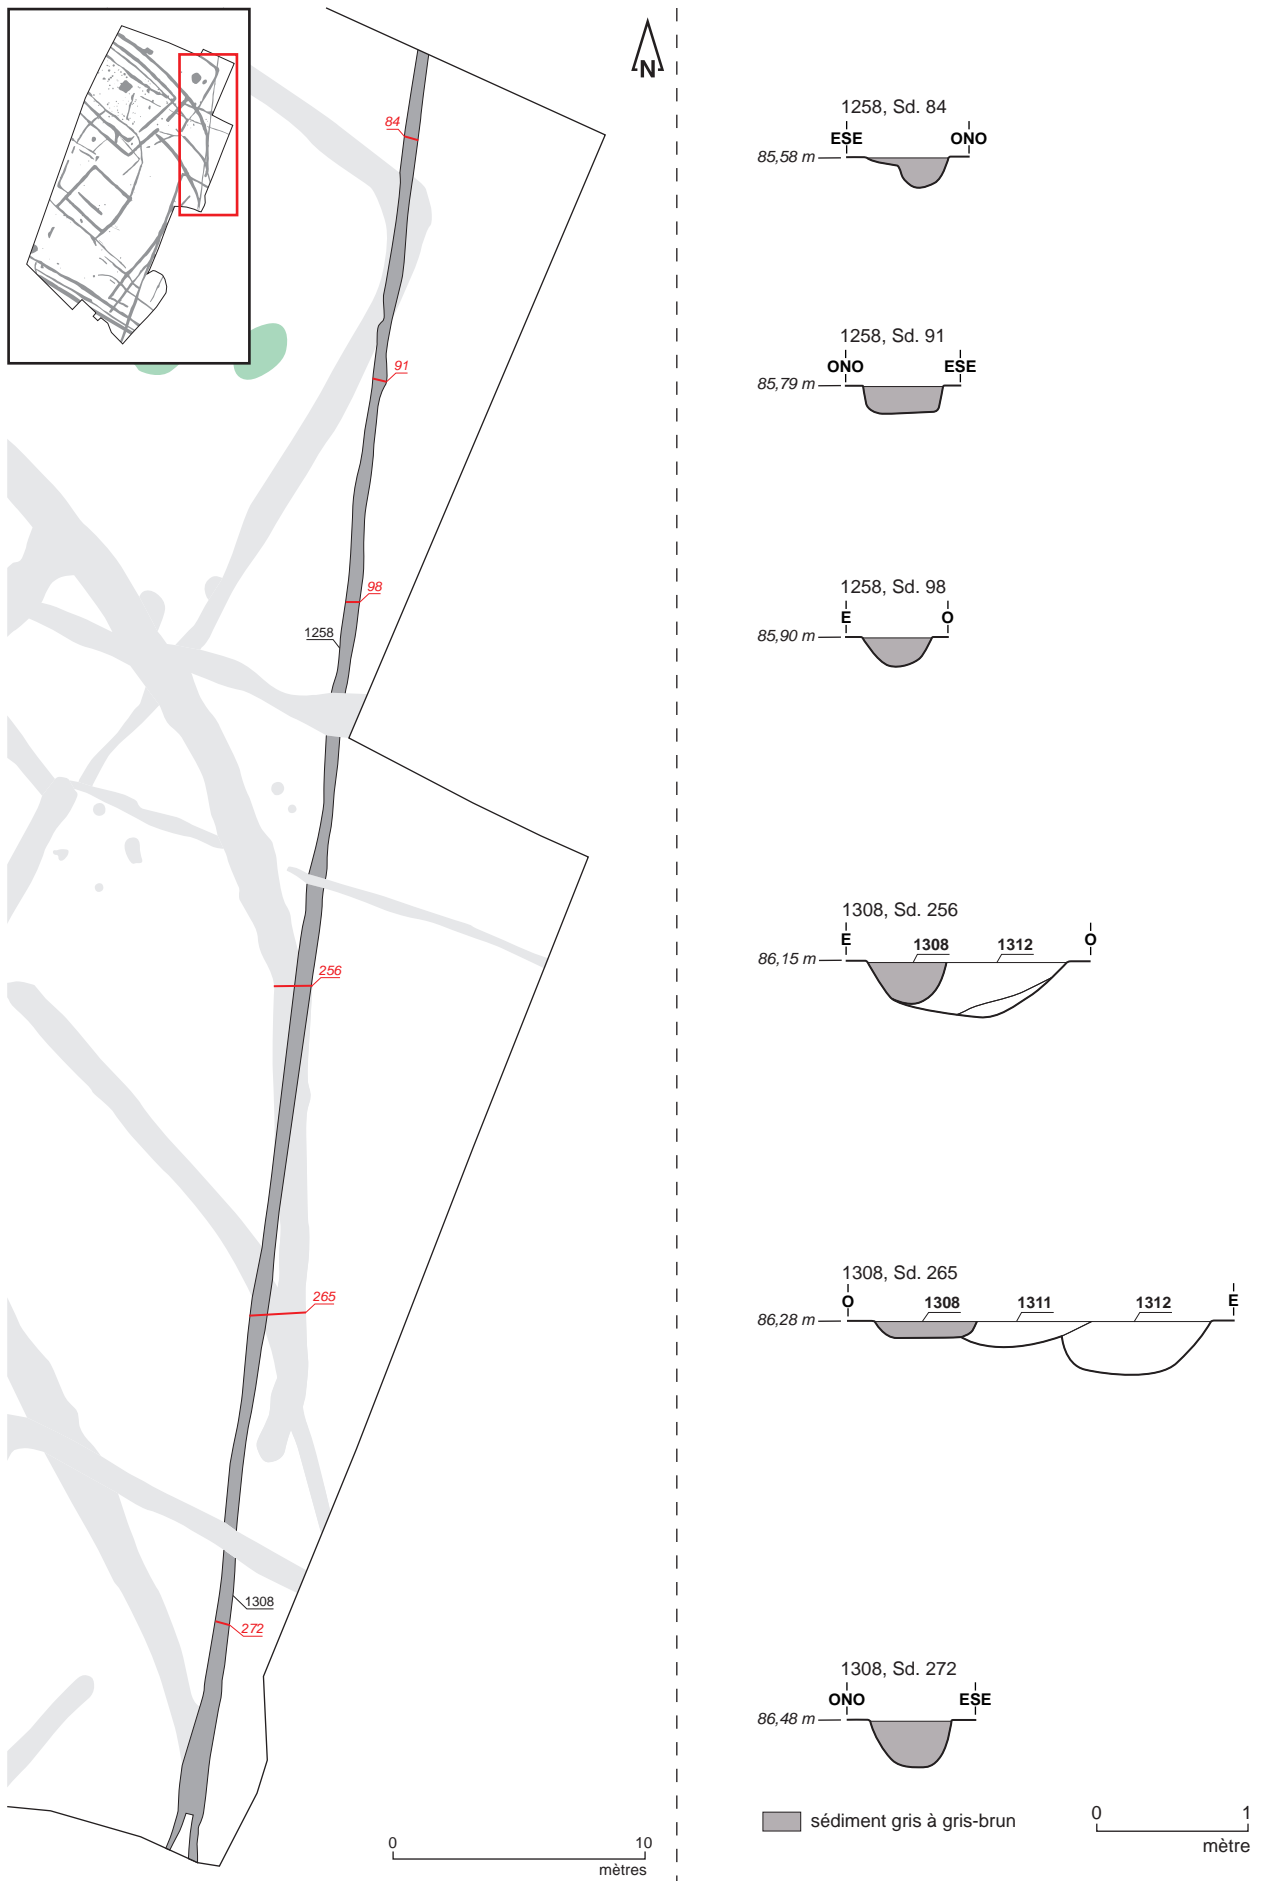 N
84
91
98
1258
256
265
1308
272
0 10
mètres
1258, Sd. 84
ESE ONO
85,58 m
1258, Sd. 91
ONO ESE
85,79 m
1258, Sd. 98
E O
85,90 m
1308, Sd. 256
E 1308 1312 O
86,15 m
1308, Sd. 265
O 1308 1311 1312 E
86,28 m
1308, Sd. 272
ONO ESE
86,48 m
sédiment gris à gris-brun
0 1
mètre